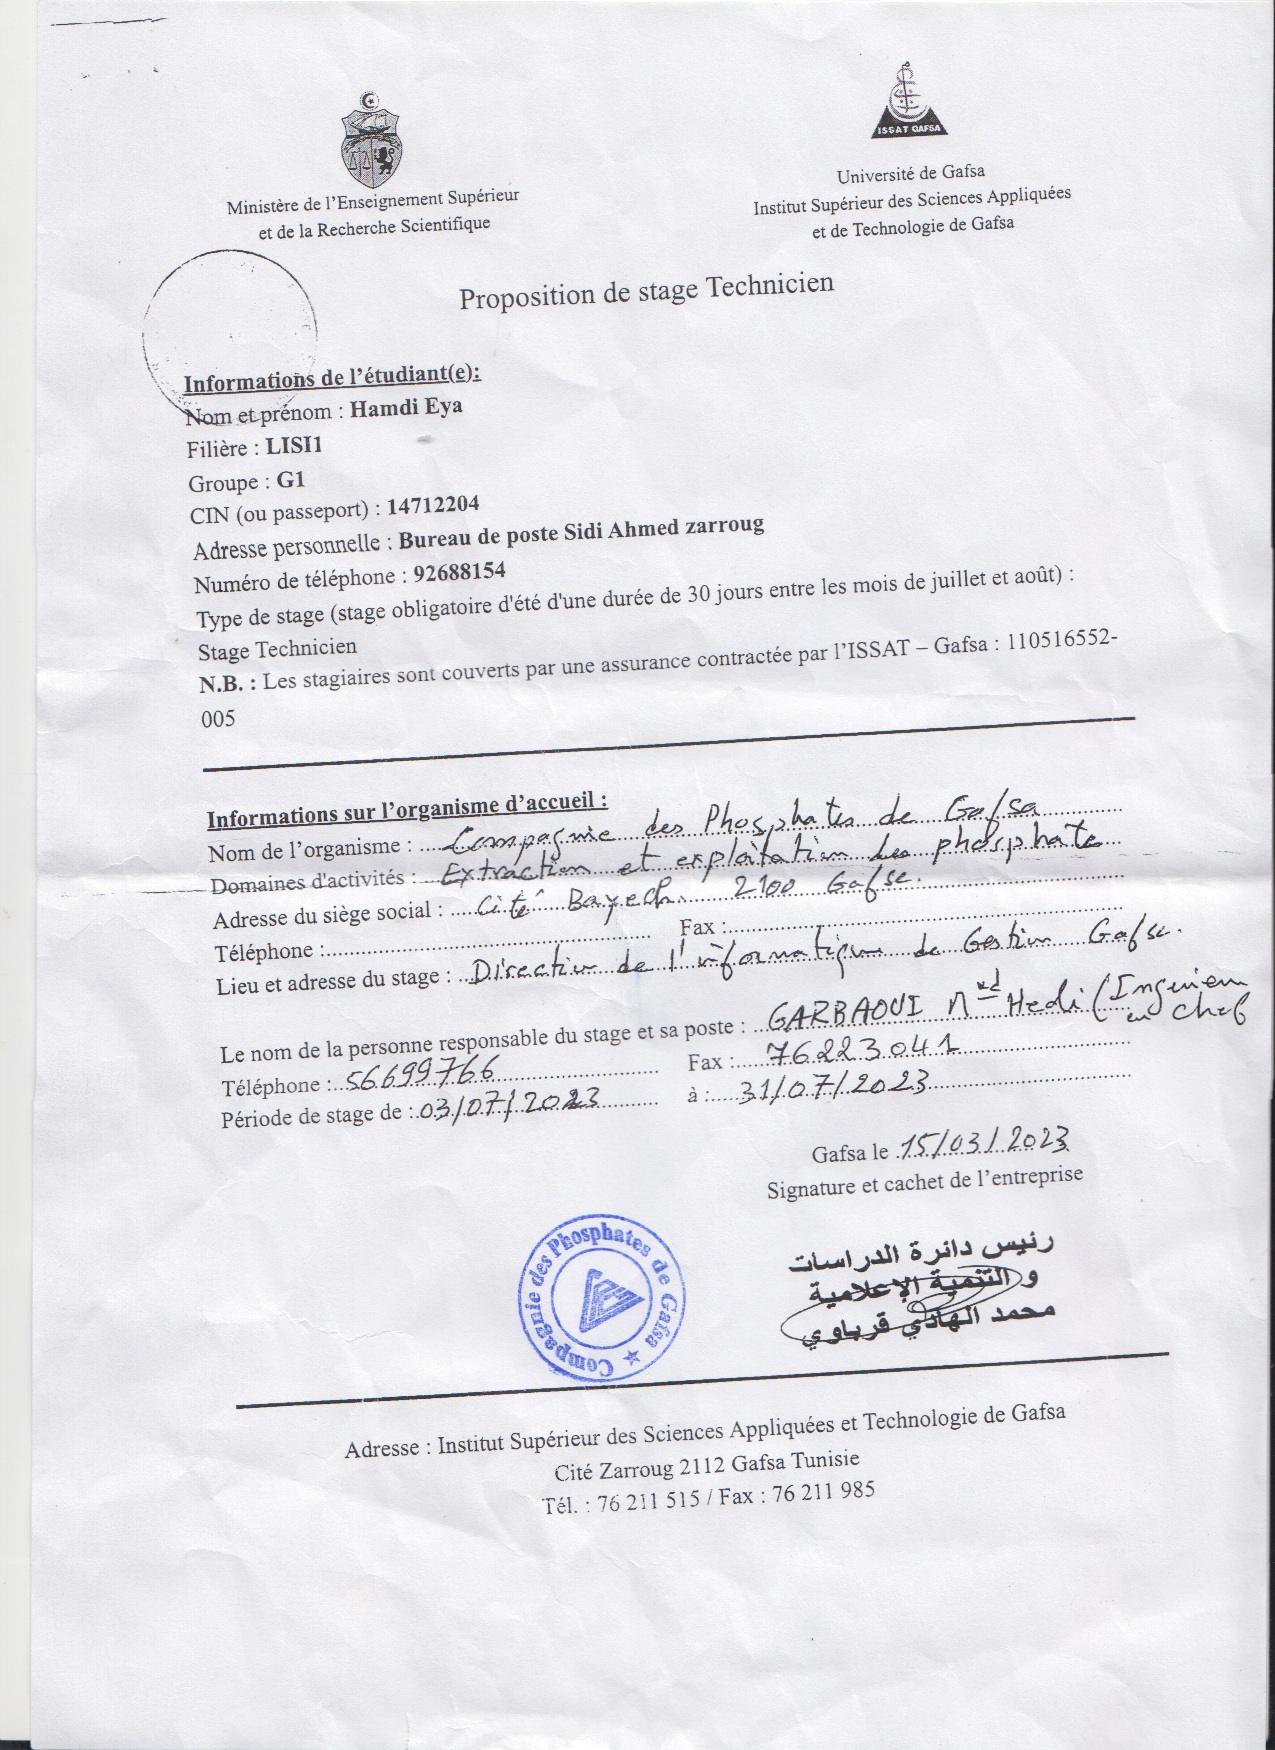 ISSAT GAFSA
Ministère de l'Enseignement Supérieur
et de la Recherche Scientifique
Université de Gafsa
Institut Supérieur des Sciences Appliquées
et de Technologie de Gafsa
Proposition de stage Technicien
Informations de l'étudiant(e):
Nom et prénom : Hamdi Eya
Filière : LISI1
Groupe : G1
CIN (ou passeport) : 14712204
Adresse personnelle : Bureau de poste Sidi Ahmed zarroug
Numéro de téléphone : 92688154
Type de stage (stage obligatoire d'été d'une durée de 30 jours entre les mois de juillet et août) :
Stage Technicien
N.B. : Les stagiaires sont couverts par une assurance contractée par l'ISSAT – Gafsa : 110516552-
005
Informations sur l'organisme d'accueil :
Nom de l'organisme : Compagnie des Phosphates de Gafsa
Domaines d'activités : Extraction et exploitation des phosphate
Adresse du siège social : Cité Bayech. 2100 Gafsa.
Téléphone : Fax :
Lieu et adresse du stage : Direction de l'informatique de Gestion Gafsa.
Le nom de la personne responsable du stage et sa poste : GARBAOUI Med Hedi (Ingenieur
en Chef
Téléphone : 56699766 Fax : 76223041
Période de stage de : 03/07/2023 à : 31/07/2023
Gafsa le 15/03/2023
Signature et cachet de l'entreprise
Compagnie des Phosphates de Gafsa
رئيس دائرة الدراسات
و التنمية الإعلامية
محمد الهادي قرباوي
Adresse : Institut Supérieur des Sciences Appliquées et Technologie de Gafsa
Cité Zarroug 2112 Gafsa Tunisie
Tél. : 76 211 515 / Fax : 76 211 985